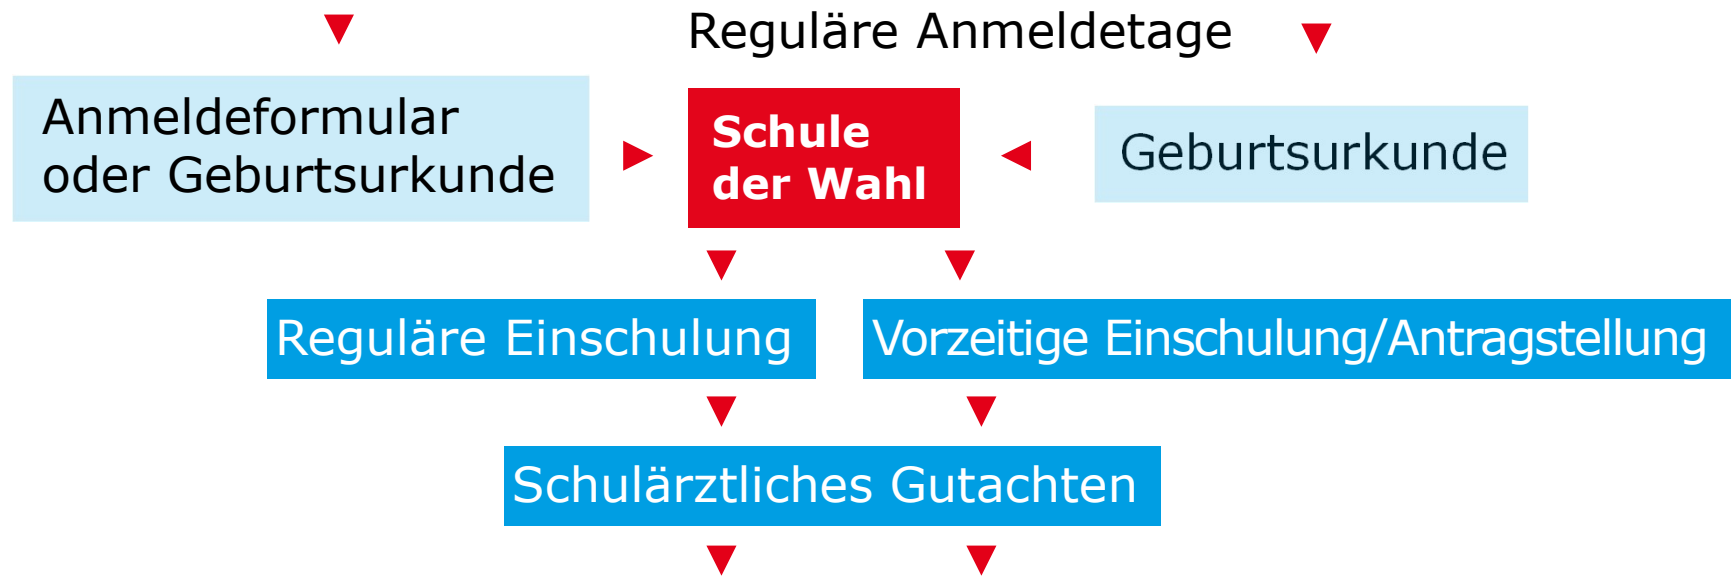 Reguläre Anmeldetage
Anmeldeformular
oder Geburtsurkunde
Schule
der Wahl
Geburtsurkunde
Reguläre Einschulung
Vorzeitige Einschulung/Antragstellung
Schulärztliches Gutachten